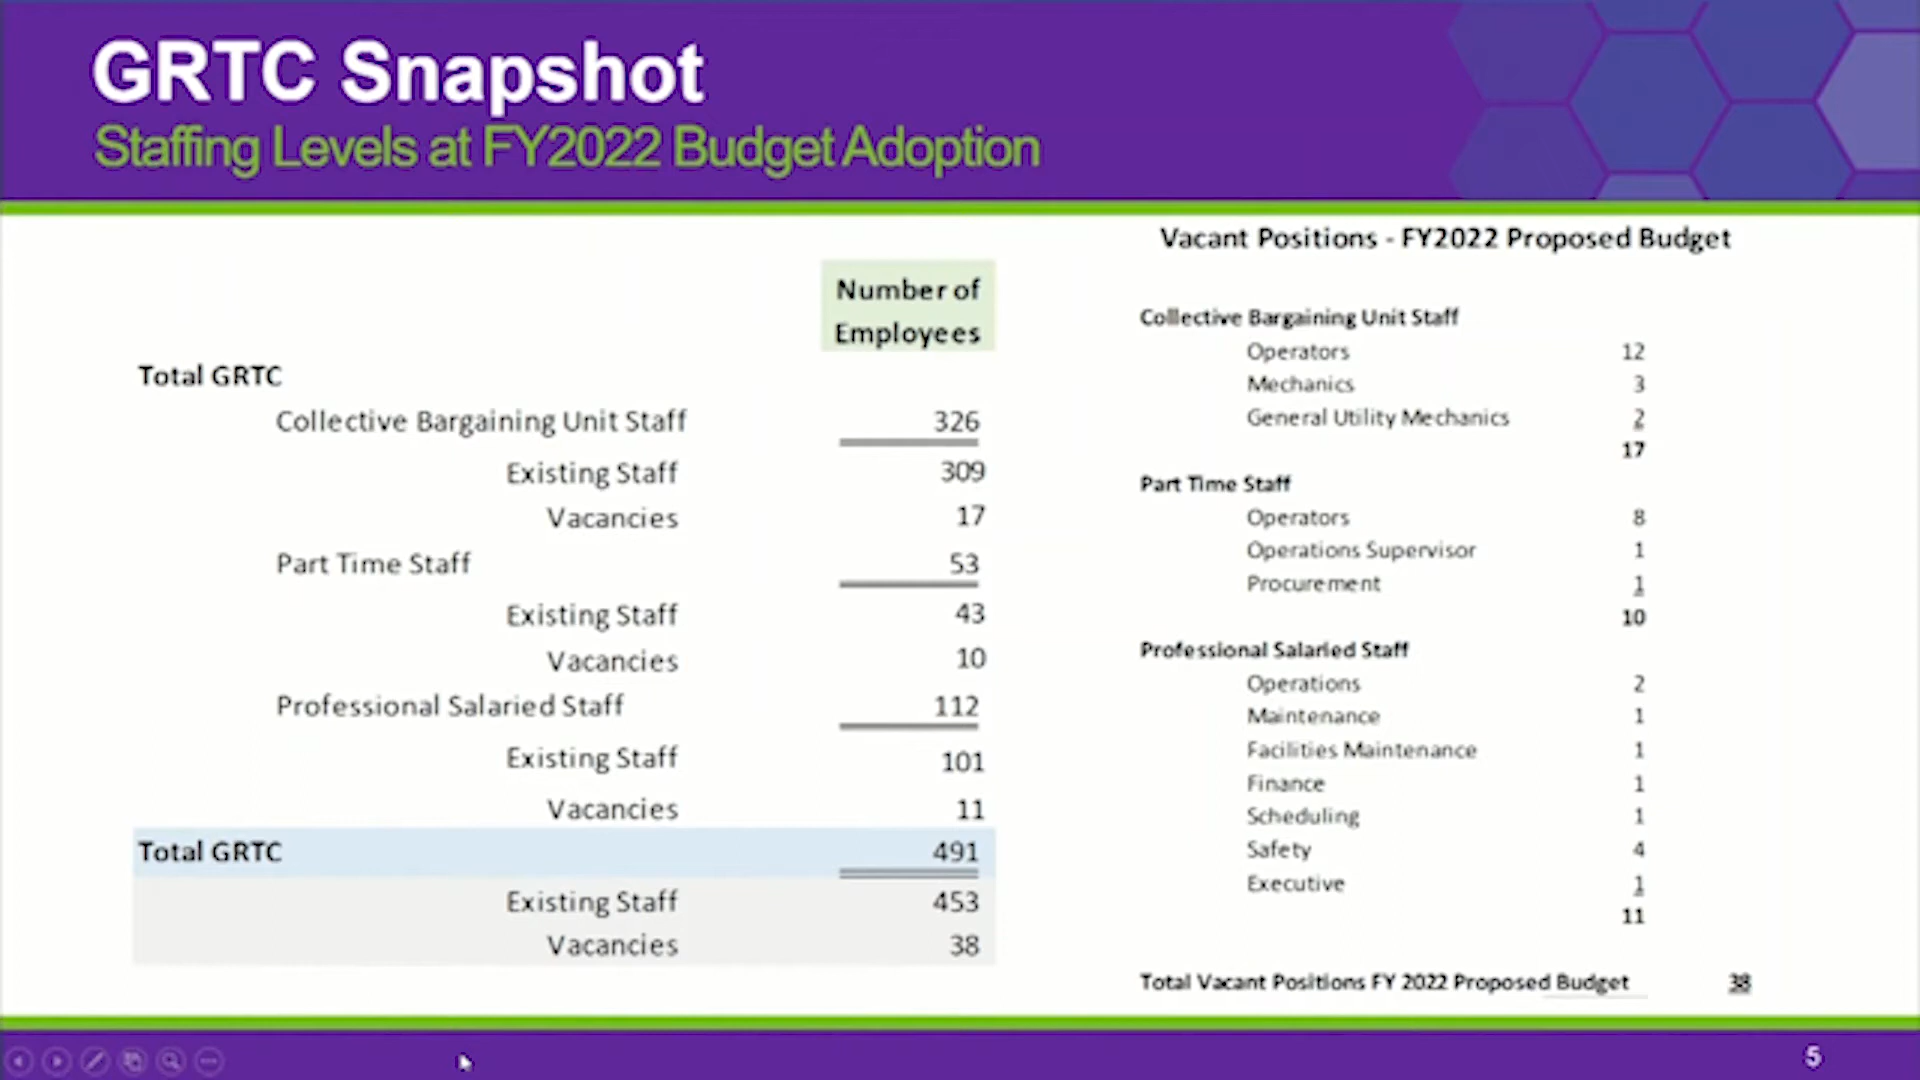 GRTC Snapshot
Staffing Levels at FY2022 Budget Adoption
Number of
Employees
Total GRTC
Collective Bargaining Unit Staff 326
Existing Staff 309
Vacancies 17
Part Time Staff 53
Existing Staff 43
Vacancies 10
Professional Salaried Staff 112
Existing Staff 101
Vacancies 11
Total GRTC 491
Existing Staff 453
Vacancies 38
Vacant Positions - FY2022 Proposed Budget
Collective Bargaining Unit Staff
Operators 12
Mechanics 3
General Utility Mechanics 2
17
Part Time Staff
Operators 8
Operations Supervisor 1
Procurement 1
10
Professional Salaried Staff
Operations 2
Maintenance 1
Facilities Maintenance 1
Finance 1
Scheduling 1
Safety 4
Executive 1
11
Total Vacant Positions FY 2022 Proposed Budget 38
5